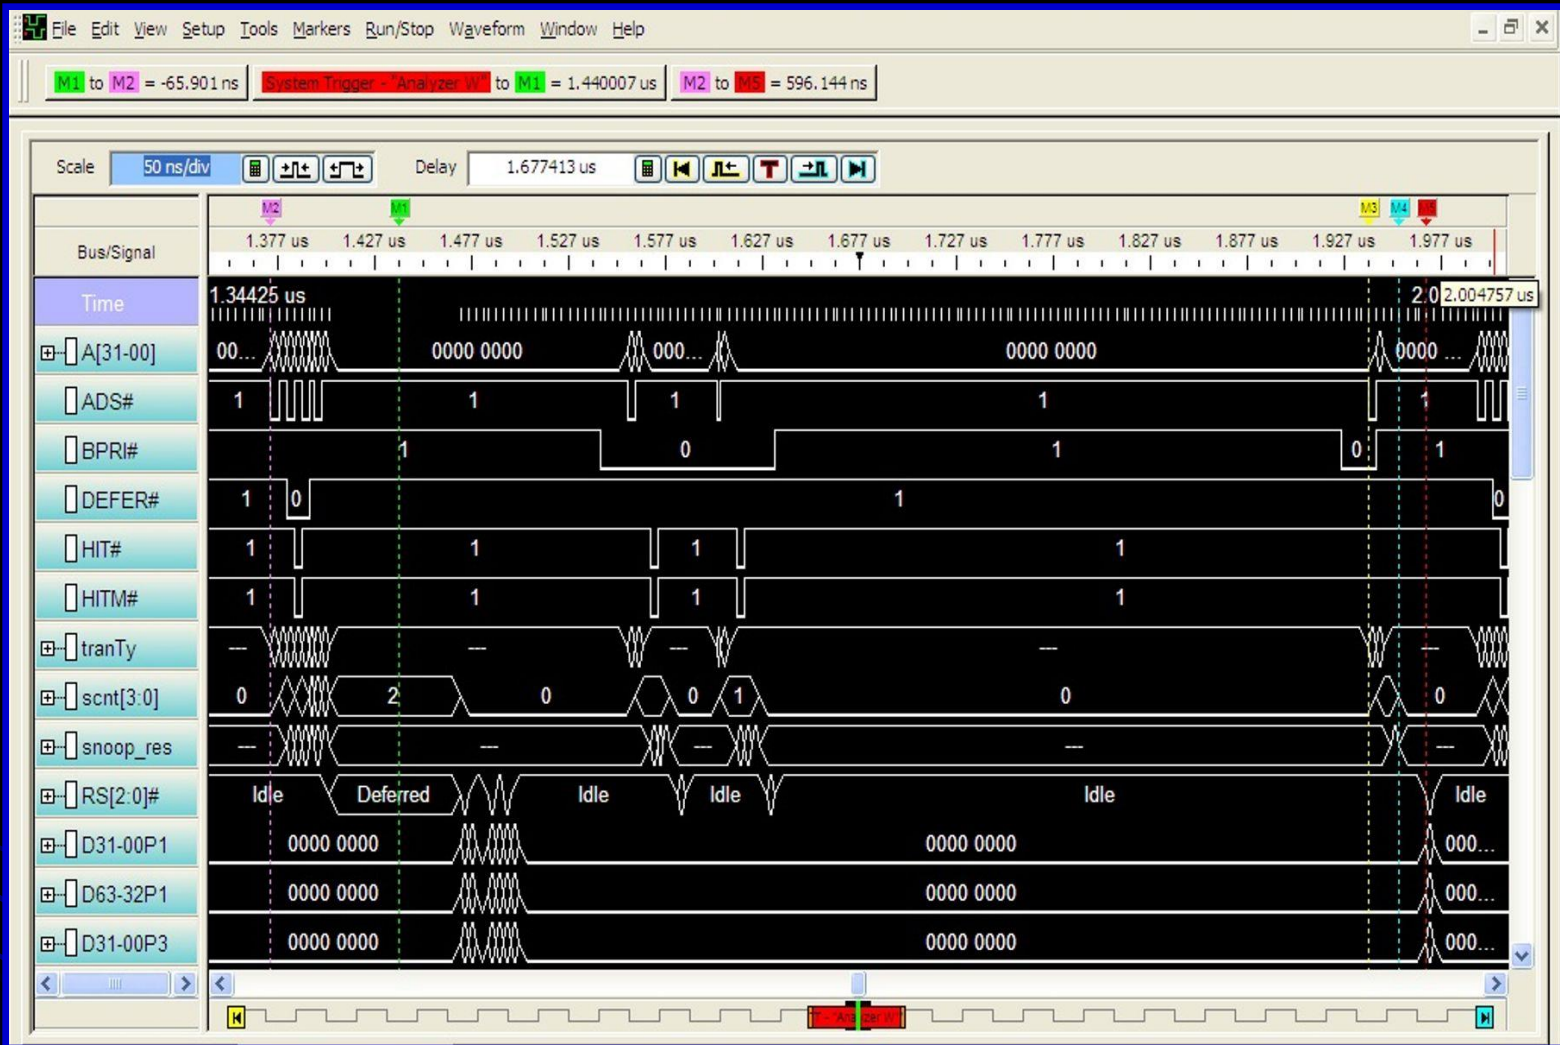 File Edit View Setup Tools Markers Run/Stop Waveform Window Help
M1 to M2 = -65.901 ns System Trigger - "Analyzer W" to M1 = 1.440007 us M2 to M5 = 596.144 ns
Scale 50 ns/div Delay 1.677413 us T
M2 M1 M3 M4 M5
Bus/Signal 1.377 us 1.427 us 1.477 us 1.527 us 1.577 us 1.627 us 1.677 us 1.727 us 1.777 us 1.827 us 1.877 us 1.927 us 1.977 us
Time 1.34425 us 2.0 2.004757 us
A[31-00] 00... 0000 0000 000... 0000 0000 0000 ...
ADS# 1 1 1 1 1
BPRI# 1 0 1 0 1
DEFER# 1 0 1 0
HIT# 1 1 1 1
HITM# 1 1 1 1
tranTy --- --- --- --- ---
scnt[3:0] 0 2 0 0 1 0 0
snoop_res --- --- --- --- ---
RS[2:0]# Idle Deferred Idle Idle Idle Idle
D31-00P1 0000 0000 0000 0000 000...
D63-32P1 0000 0000 0000 0000 000...
D31-00P3 0000 0000 0000 0000 000...
T - "Analyzer W"